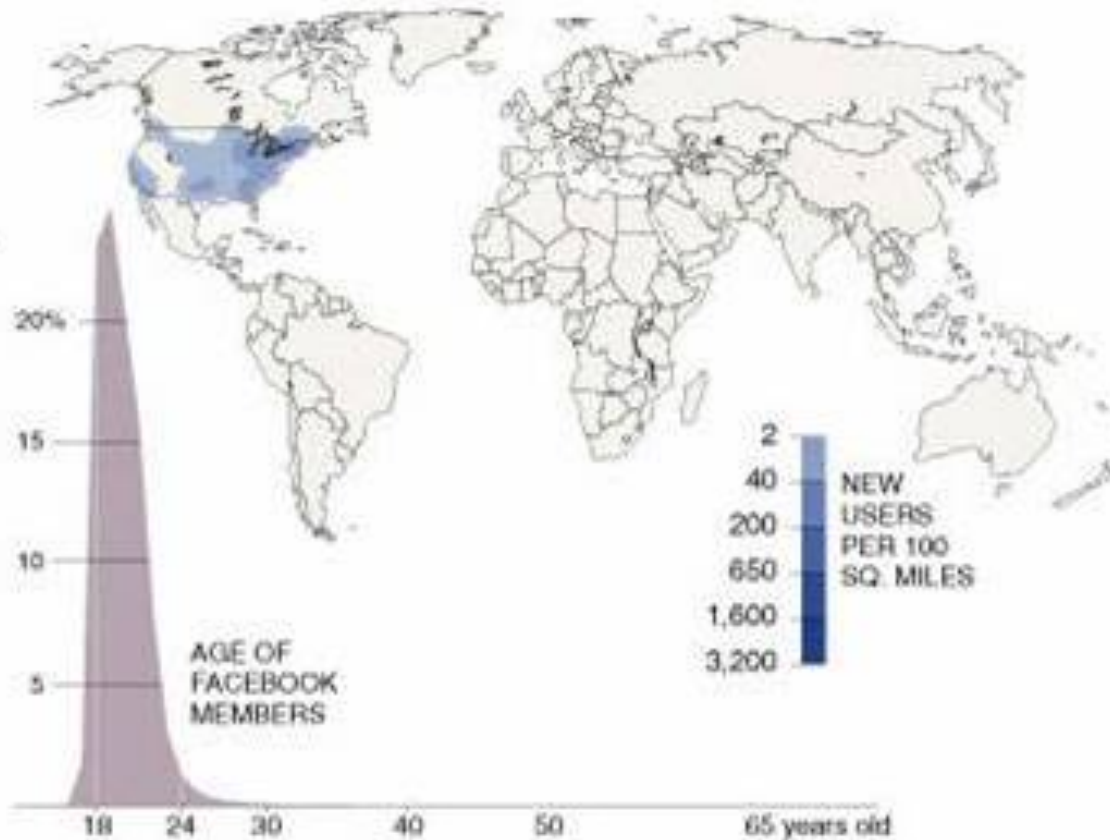 20%
15
10
5
AGE OF
FACEBOOK
MEMBERS
18 24 30 40 50 65 years old
2
40
200
650
1,600
3,200
NEW
USERS
PER 100
SQ. MILES